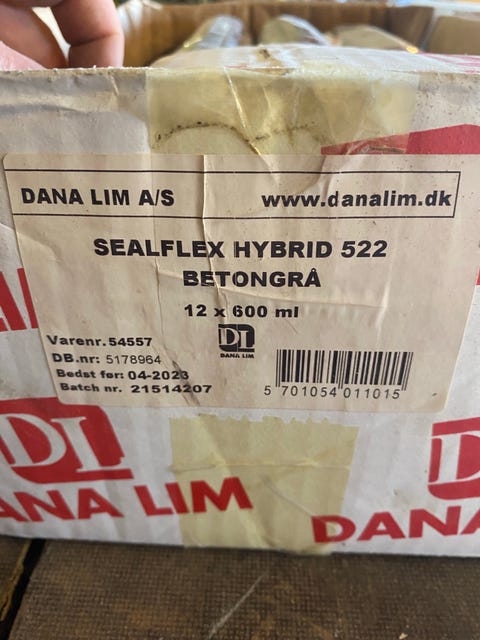 DANA LIM A/S www.danalim.dk
SEALFLEX HYBRID 522
BETONGRÅ
12 x 600 ml
DL
DANA LIM
Varenr. 54557
DB.nr: 5178964
Bedst før: 04-2023
Batch nr. 21514207
5 701054 011015
DL
DANA LIM
DANA